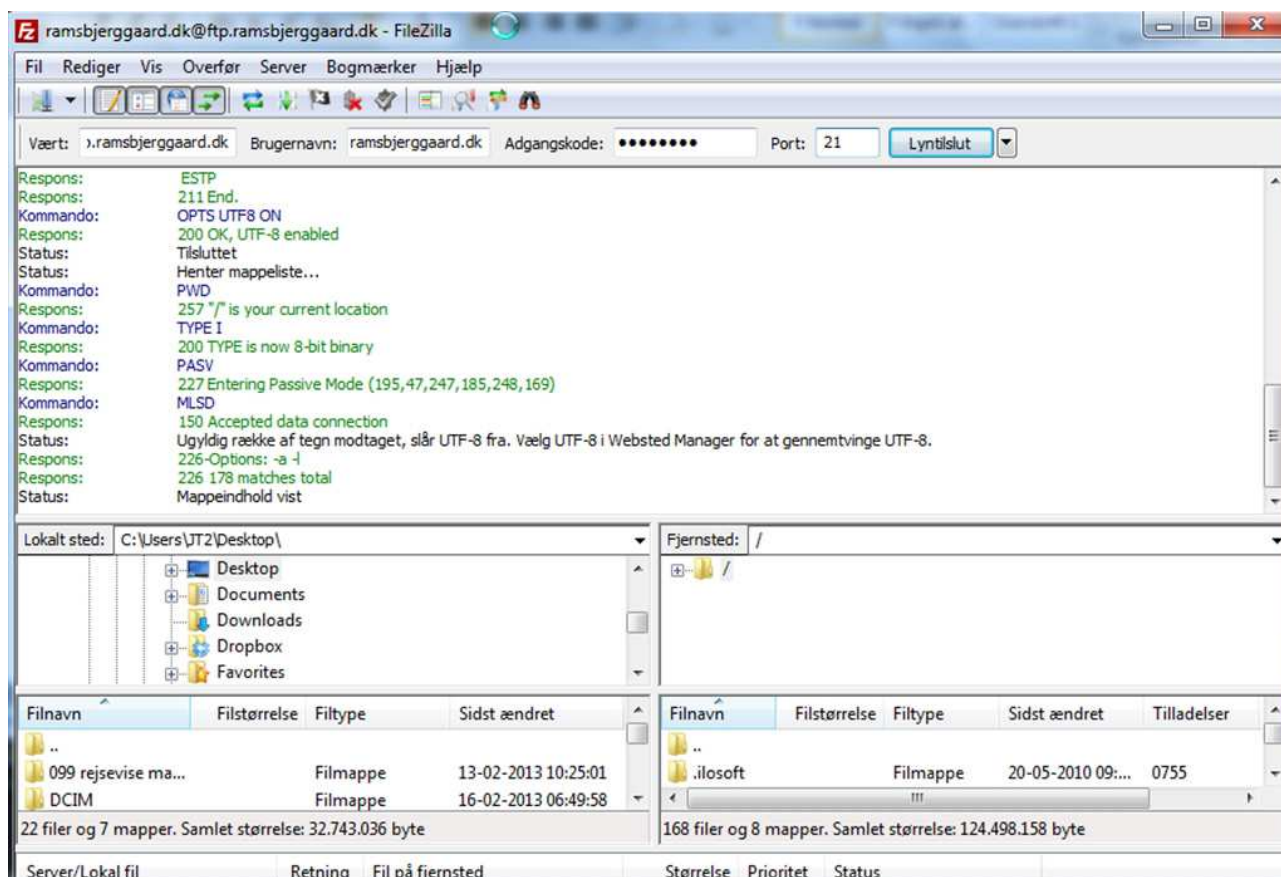 ramsbjerggaard.dk@ftp.ramsbjerggaard.dk - FileZilla
Fil Rediger Vis Overfør Server Bogmærker Hjælp
Vært: ).ramsbjerggaard.dk Brugernavn: ramsbjerggaard.dk Adgangskode: ●●●●●●●● Port: 21 Lyntilslut
Respons: ESTP
Respons: 211 End.
Kommando: OPTS UTF8 ON
Respons: 200 OK, UTF-8 enabled
Status: Tilsluttet
Status: Henter mappeliste...
Kommando: PWD
Respons: 257 "/" is your current location
Kommando: TYPE I
Respons: 200 TYPE is now 8-bit binary
Kommando: PASV
Respons: 227 Entering Passive Mode (195,47,247,185,248,169)
Kommando: MLSD
Respons: 150 Accepted data connection
Status: Ugyldig række af tegn modtaget, slår UTF-8 fra. Vælg UTF-8 i Websted Manager for at gennemtvinge UTF-8.
Respons: 226-Options: -a -l
Respons: 226 178 matches total
Status: Mappeindhold vist
Lokalt sted: C:\Users\JT2\Desktop\
Desktop
Documents
Downloads
Dropbox
Favorites
Fjernsted: /
/
Filnavn Filstørrelse Filtype Sidst ændret
..
099 rejsevise ma... Filmappe 13-02-2013 10:25:01
DCIM Filmappe 16-02-2013 06:49:58
22 filer og 7 mapper. Samlet størrelse: 32.743.036 byte
Filnavn Filstørrelse Filtype Sidst ændret Tilladelser
..
.ilosoft Filmappe 20-05-2010 09:... 0755
168 filer og 8 mapper. Samlet størrelse: 124.498.158 byte
Server/Lokal fil Retning Fil på fjernsted Størrelse Prioritet Status